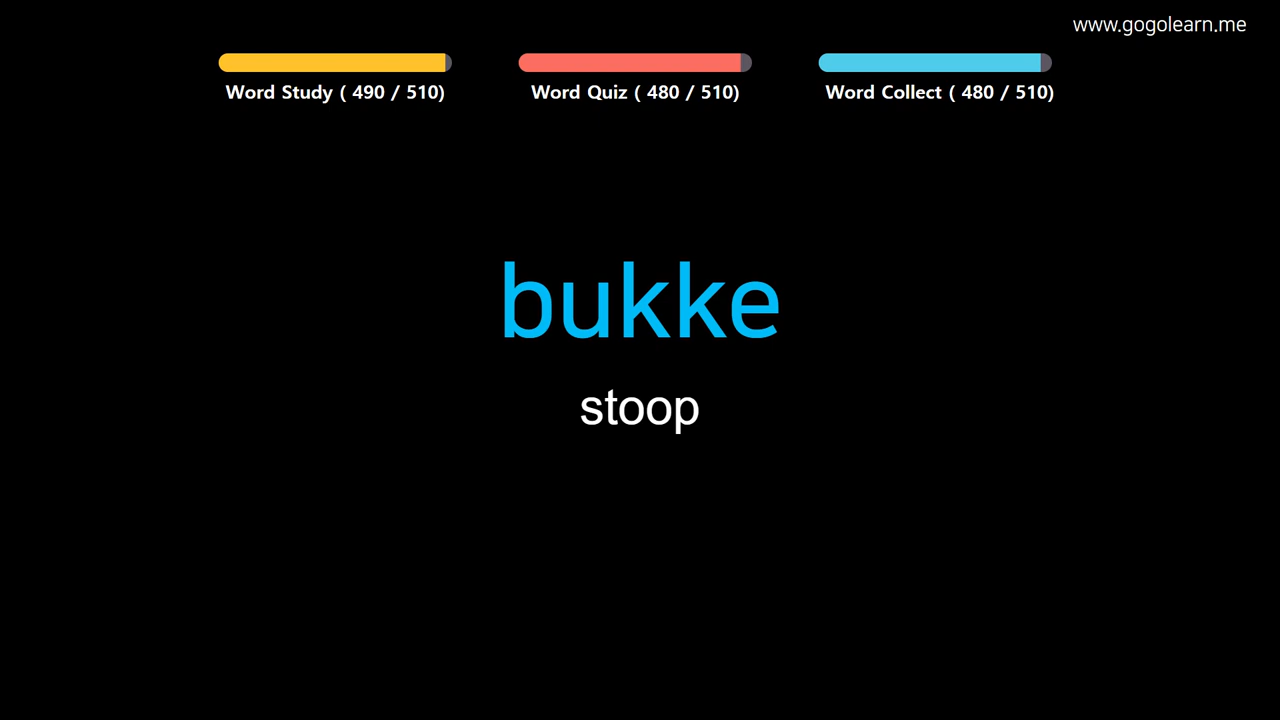 www.gogolearn.me
Word Study ( 490 / 510)
Word Quiz ( 480 / 510)
Word Collect ( 480 / 510)
bukke
stoop